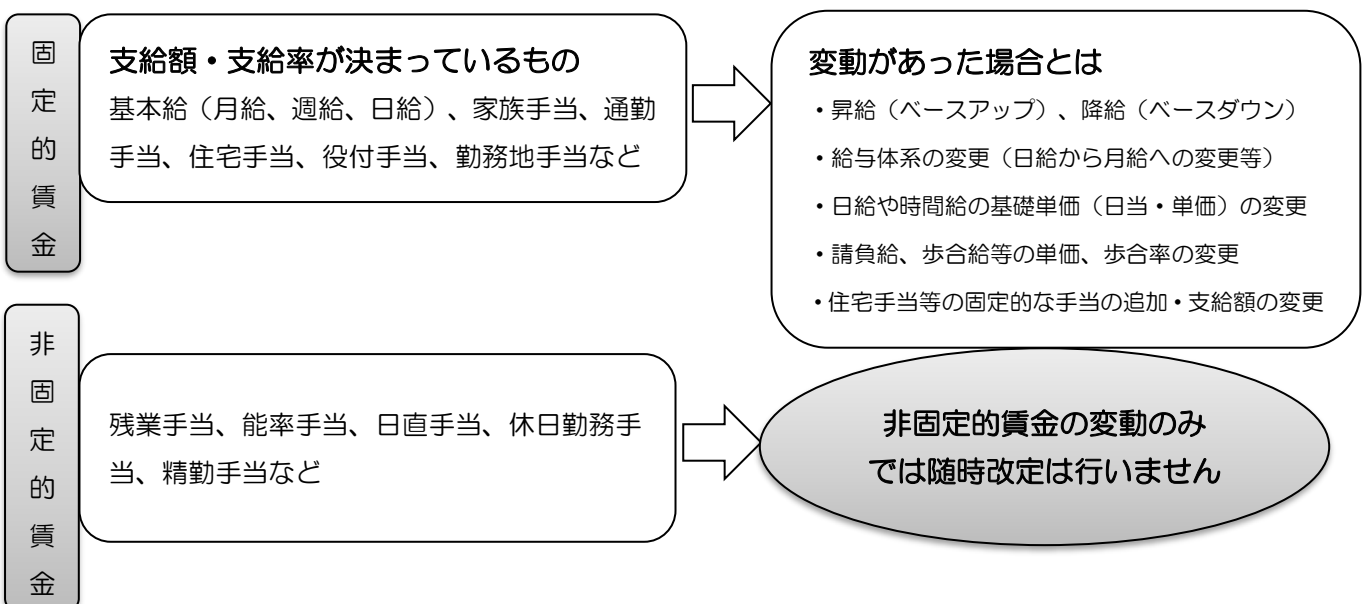 固定的賃金
支給額・支給率が決まっているもの
基本給（月給、週給、日給）、家族手当、通勤
手当、住宅手当、役付手当、勤務地手当など
変動があった場合とは
・昇給（ベースアップ）、降給（ベースダウン）
・給与体系の変更（日給から月給への変更等）
・日給や時間給の基礎単価（日当・単価）の変更
・請負給、歩合給等の単価、歩合率の変更
・住宅手当等の固定的な手当の追加・支給額の変更
非固定的賃金
残業手当、能率手当、日直手当、休日勤務手
当、精勤手当など
非固定的賃金の変動のみ
では随時改定は行いません